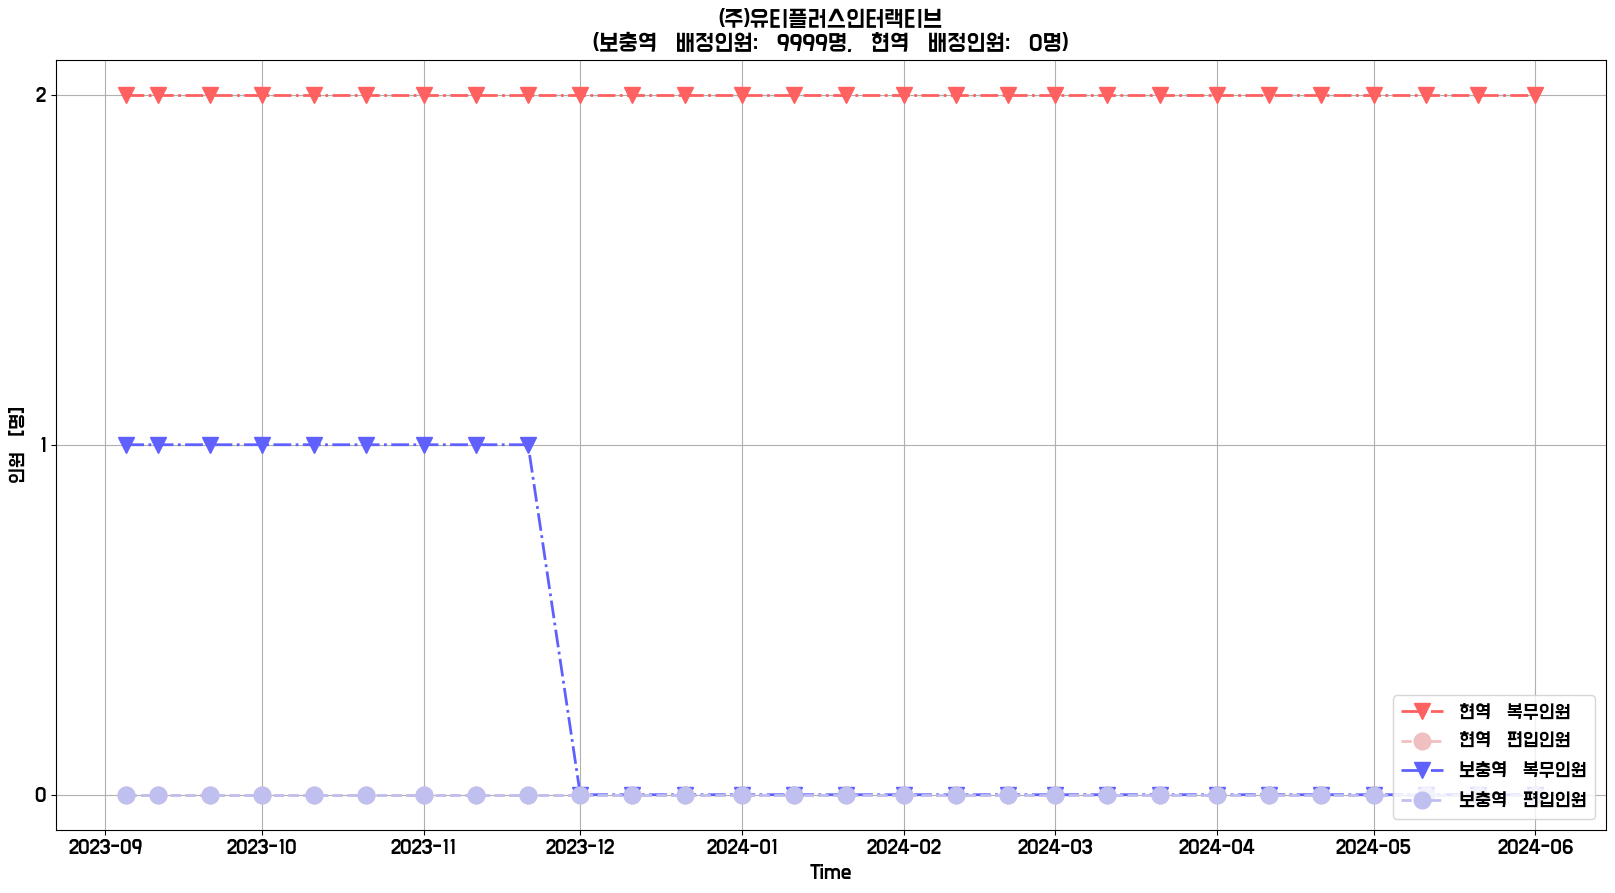 (주)유티플러스인터랙티브
(보충역 배정인원: 9999명, 현역 배정인원: 0명)
인원 [명]
2
1
0
현역 복무인원
현역 편입인원
보충역 복무인원
보충역 편입인원
2023-09 2023-10 2023-11 2023-12 2024-01 2024-02 2024-03 2024-04 2024-05 2024-06
Time